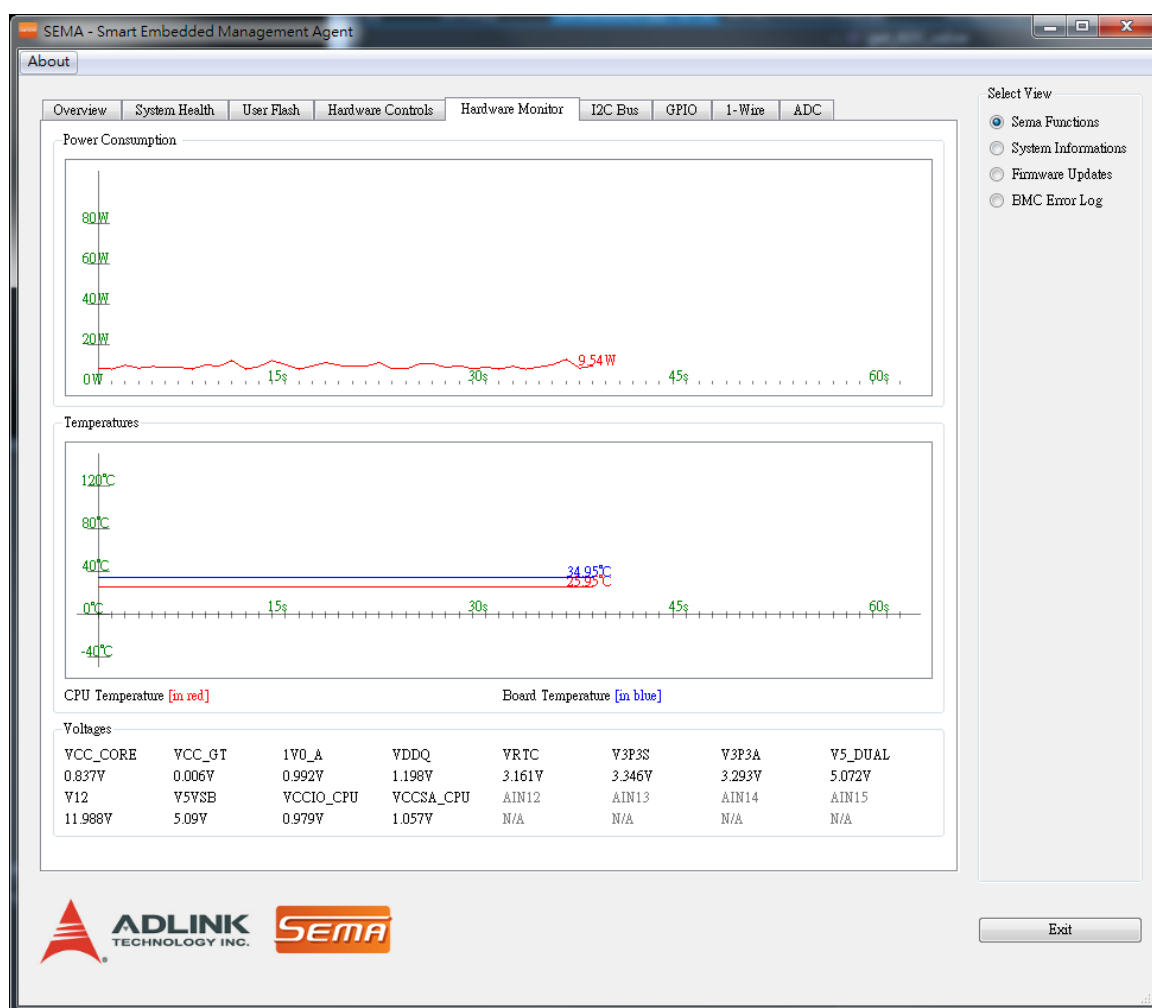 SEMA - Smart Embedded Management Agent
About
Overview System Health User Flash Hardware Controls Hardware Monitor I2C Bus GPIO 1-Wire ADC
Power Consumption
80W
60W
40W
20W
9.54W
0W 15s 30s 45s 60s
Temperatures
120°C
80°C
40°C
34.95°C
25.95°C
0°C 15s 30s 45s 60s
-40°C
CPU Temperature [in red] Board Temperature [in blue]
Voltages
VCC_CORE VCC_GT 1V0_A VDDQ VRTC V3P3S V3P3A V5_DUAL
0.837V 0.006V 0.992V 1.198V 3.161V 3.346V 3.293V 5.072V
V12 V5VSB VCCIO_CPU VCCSA_CPU AIN12 AIN13 AIN14 AIN15
11.988V 5.09V 0.979V 1.057V N/A N/A N/A N/A
Select View
Sema Functions
System Informations
Firmware Updates
BMC Error Log
ADLINK
TECHNOLOGY INC.
SEMA
Exit